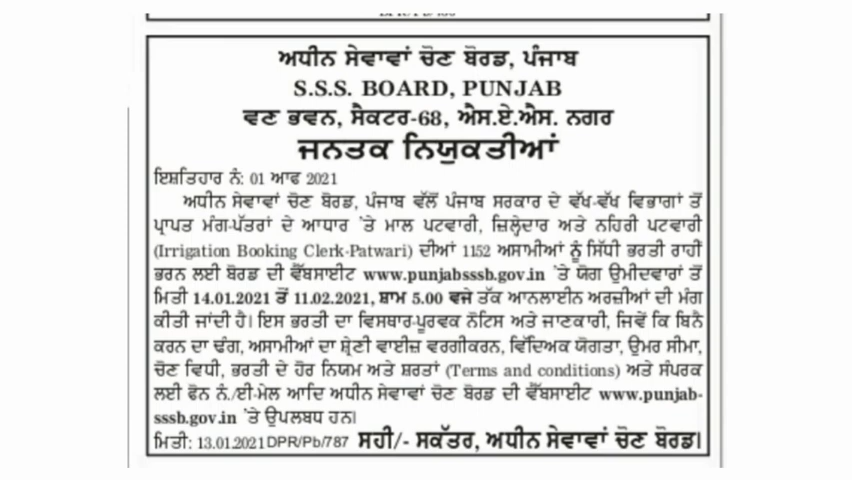 ਅਧੀਨ ਸੇਵਾਵਾਂ ਚੋਣ ਬੋਰਡ, ਪੰਜਾਬ
S.S.S. BOARD, PUNJAB
ਵਣ ਭਵਨ, ਸੈਕਟਰ-68, ਐਸ.ਏ.ਐਸ. ਨਗਰ
ਜਨਤਕ ਨਿਯੁਕਤੀਆਂ
ਇਸ਼ਤਿਹਾਰ ਨੰ: 01 ਆਫ 2021
ਅਧੀਨ ਸੇਵਾਵਾਂ ਚੋਣ ਬੋਰਡ, ਪੰਜਾਬ ਵੱਲੋਂ ਪੰਜਾਬ ਸਰਕਾਰ ਦੇ ਵੱਖ-ਵੱਖ ਵਿਭਾਗਾਂ ਤੋਂ
ਪ੍ਰਾਪਤ ਮੰਗ-ਪੱਤਰਾਂ ਦੇ ਆਧਾਰ 'ਤੇ ਮਾਲ ਪਟਵਾਰੀ, ਜ਼ਿਲ੍ਹੇਦਾਰ ਅਤੇ ਨਹਿਰੀ ਪਟਵਾਰੀ
(Irrigation Booking Clerk-Patwari) ਦੀਆਂ 1152 ਅਸਾਮੀਆਂ ਨੂੰ ਸਿੱਧੀ ਭਰਤੀ ਰਾਹੀਂ
ਭਰਨ ਲਈ ਬੋਰਡ ਦੀ ਵੈੱਬਸਾਈਟ www.punjabsssb.gov.in 'ਤੇ ਯੋਗ ਉਮੀਦਵਾਰਾਂ ਤੋਂ
ਮਿਤੀ 14.01.2021 ਤੋਂ 11.02.2021, ਸ਼ਾਮ 5.00 ਵਜੇ ਤੱਕ ਆਨਲਾਈਨ ਅਰਜ਼ੀਆਂ ਦੀ ਮੰਗ
ਕੀਤੀ ਜਾਂਦੀ ਹੈ। ਇਸ ਭਰਤੀ ਦਾ ਵਿਸਥਾਰ-ਪੂਰਵਕ ਨੋਟਿਸ ਅਤੇ ਜਾਣਕਾਰੀ, ਜਿਵੇਂ ਕਿ ਬਿਨੈ
ਕਰਨ ਦਾ ਢੰਗ, ਅਸਾਮੀਆਂ ਦਾ ਸ਼੍ਰੇਣੀ ਵਾਈਜ਼ ਵਰਗੀਕਰਨ, ਵਿੱਦਿਅਕ ਯੋਗਤਾ, ਉਮਰ ਸੀਮਾ,
ਚੋਣ ਵਿਧੀ, ਭਰਤੀ ਦੇ ਹੋਰ ਨਿਯਮ ਅਤੇ ਸ਼ਰਤਾਂ (Terms and conditions) ਅਤੇ ਸੰਪਰਕ
ਲਈ ਫੋਨ ਨੰ./ਈ-ਮੇਲ ਆਦਿ ਅਧੀਨ ਸੇਵਾਵਾਂ ਚੋਣ ਬੋਰਡ ਦੀ ਵੈੱਬਸਾਈਟ www.punjab-
sssb.gov.in 'ਤੇ ਉਪਲਬਧ ਹਨ।
ਮਿਤੀ: 13.01.2021 DPR/Pb/787 ਸਹੀ/- ਸਕੱਤਰ, ਅਧੀਨ ਸੇਵਾਵਾਂ ਚੋਣ ਬੋਰਡ।